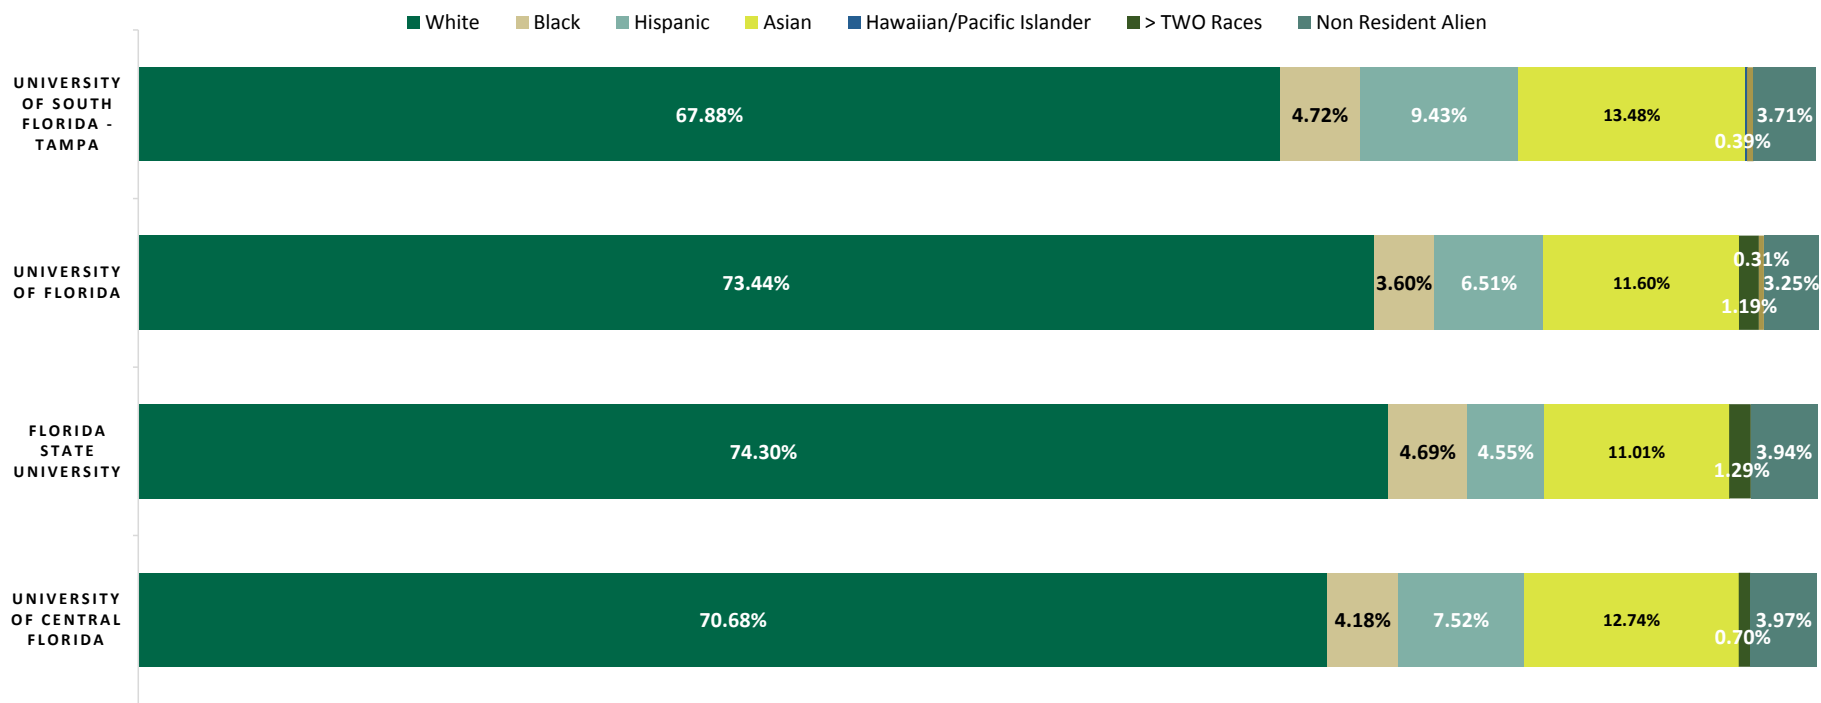 White Black Hispanic Asian Hawaiian/Pacific Islander > TWO Races Non Resident Alien
UNIVERSITY
OF SOUTH
FLORIDA -
TAMPA
67.88% 4.72% 9.43% 13.48% 0.39% 3.71%
UNIVERSITY
OF FLORIDA
73.44% 3.60% 6.51% 11.60% 1.19% 0.31% 3.25%
FLORIDA
STATE
UNIVERSITY
74.30% 4.69% 4.55% 11.01% 1.29% 3.94%
UNIVERSITY
OF CENTRAL
FLORIDA
70.68% 4.18% 7.52% 12.74% 0.70% 3.97%